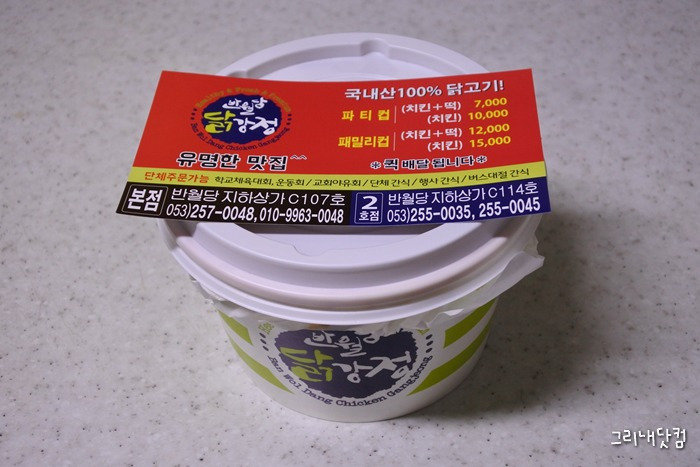 Healthy & Fresh & Premium
반월당
닭강정
Ban Wol Dang Chicken Gangjeong
유명한 맛집^^
국내산100% 닭고기!
파티컵 (치킨+떡) 7,000
(치킨) 10,000
패밀리컵 (치킨+떡) 12,000
(치킨) 15,000
*퀵 배달 됩니다*
단체주문가능 학교체육대회, 운동회/교회야유회/단체 간식/행사 간식/버스대절 간식
본점 반월당 지하상가 C107호
053)257-0048, 010-9963-0048
2호점 반월당 지하상가 C114호
053)255-0035, 255-0045
반월당
닭강정
Ban Wol Dang Chicken Gangjeong
그리내닷컴